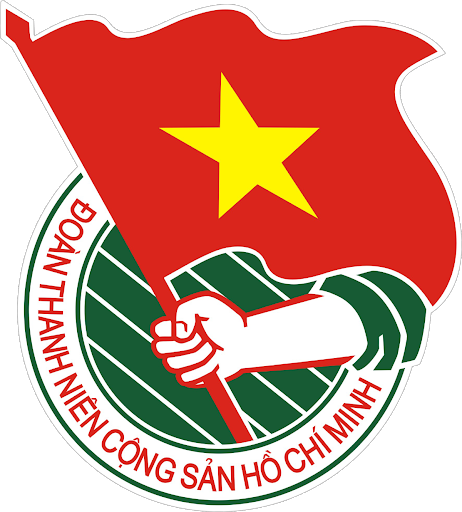 ĐOÀN THANH NIÊN CỘNG SẢN HỒ CHÍ MINH